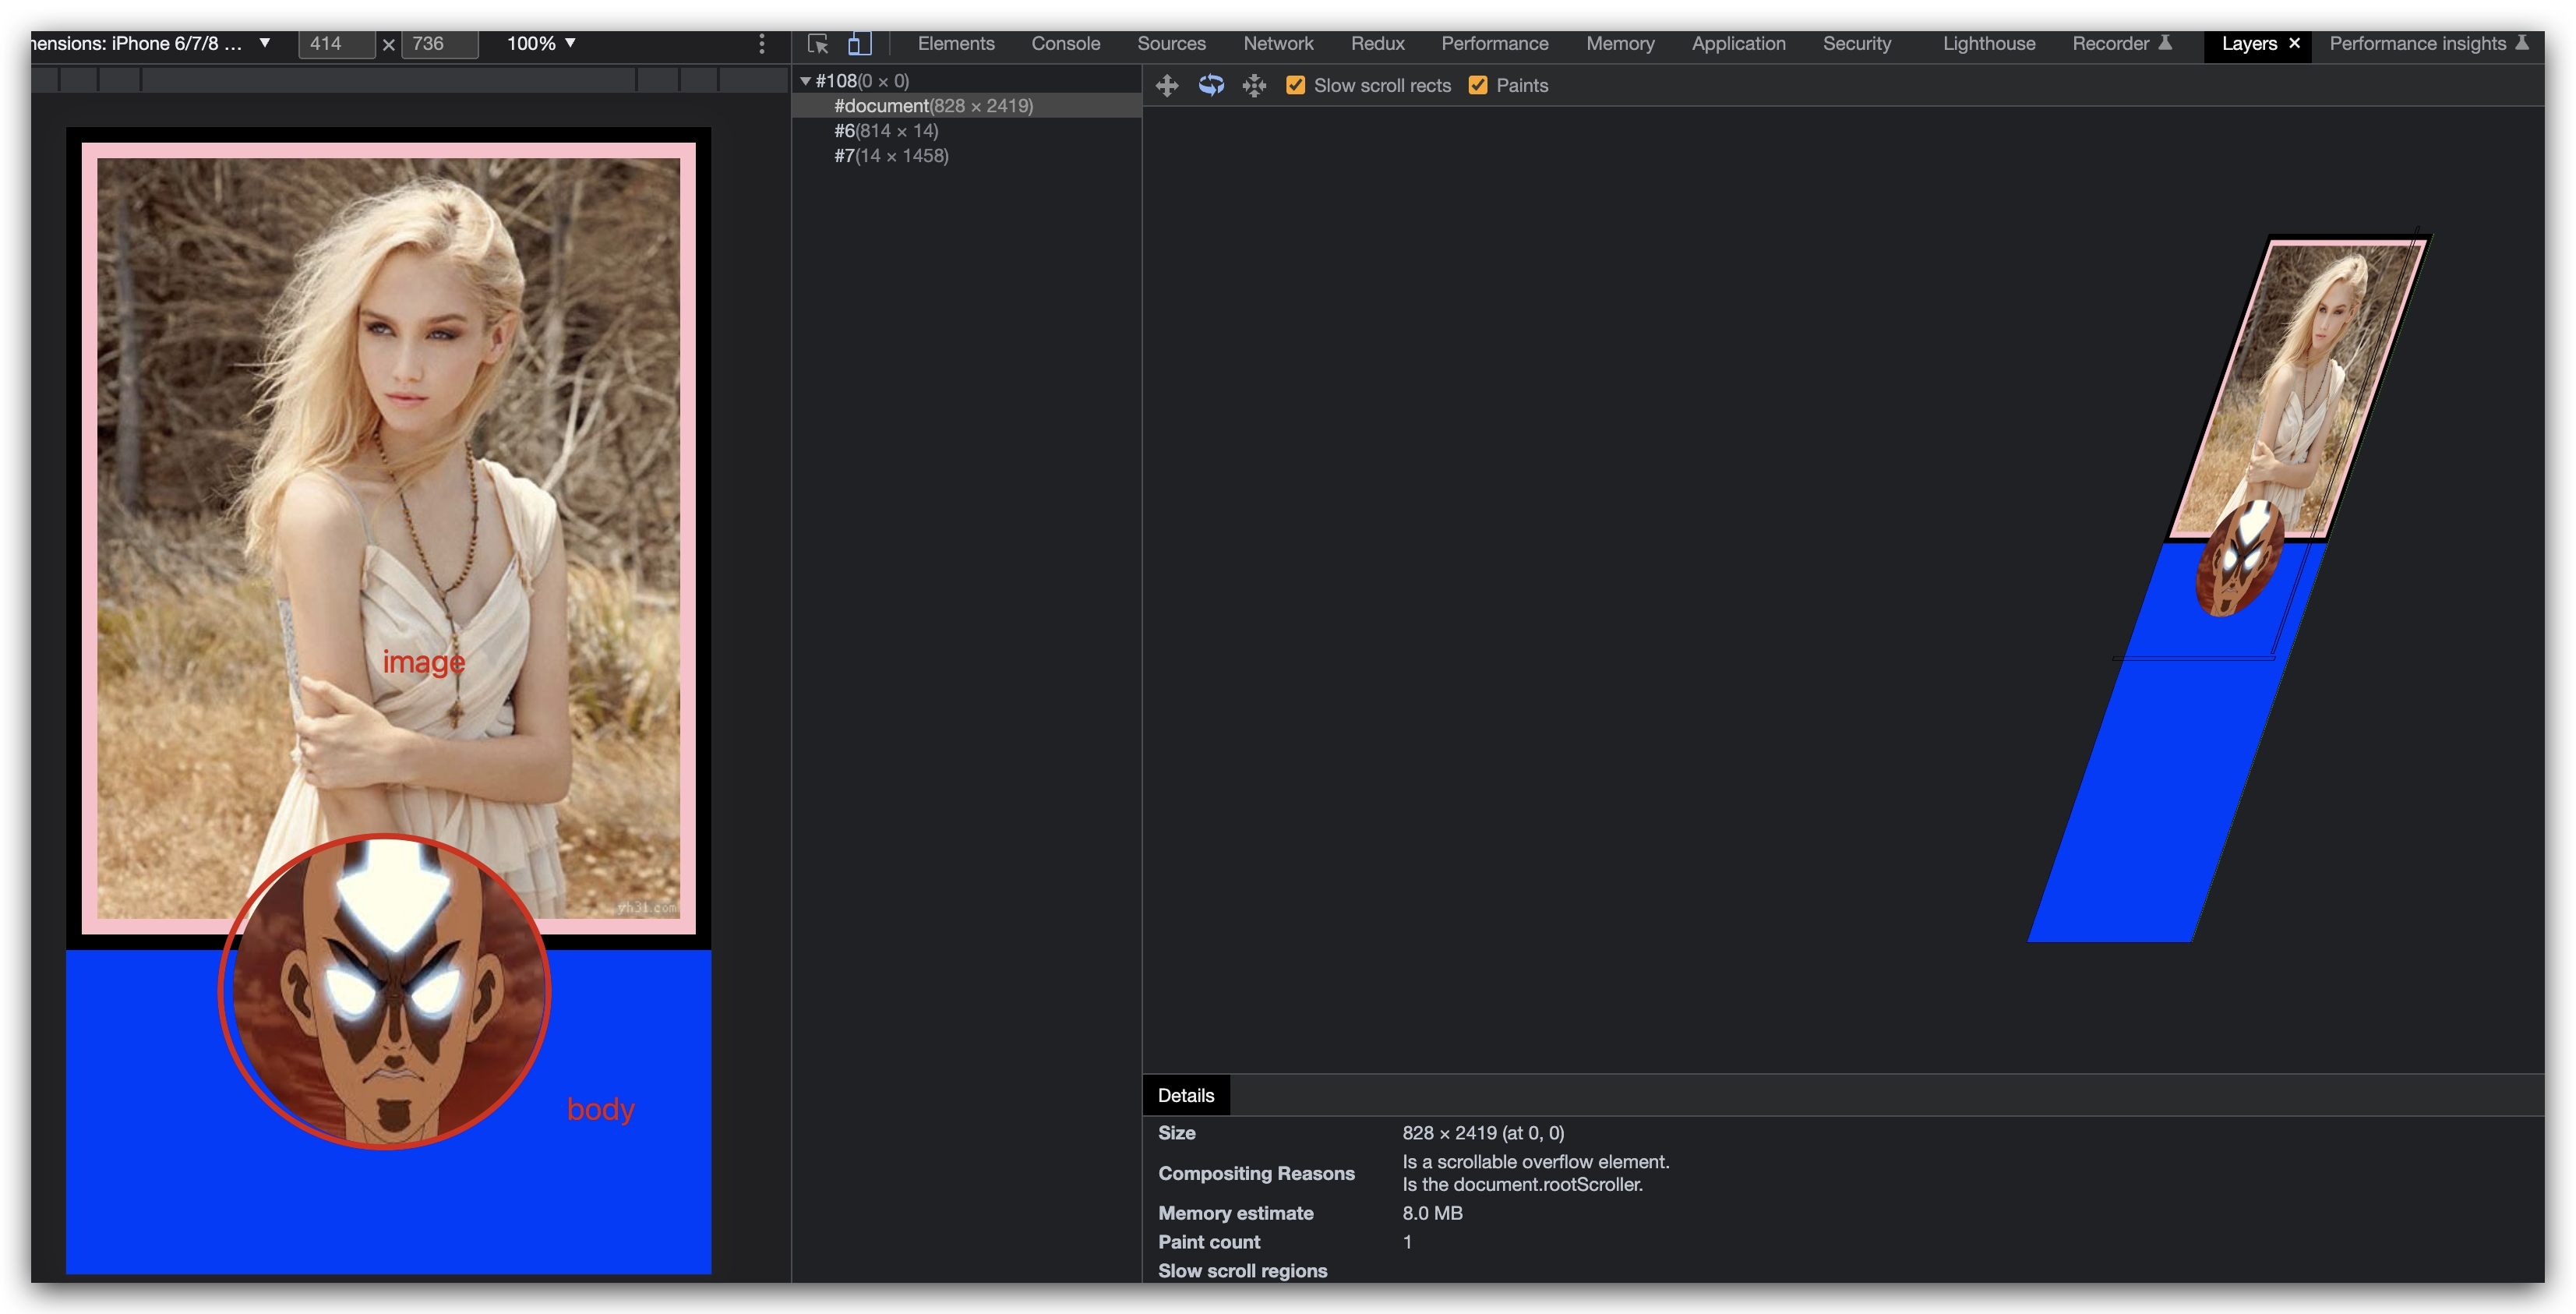 nensions: iPhone 6/7/8 ... ▼ 414 × 736 100% ▼
Elements Console Sources Network Redux Performance Memory Application Security Lighthouse Recorder Layers × Performance insights
▼ #108(0 × 0)
#document(828 × 2419)
#6(814 × 14)
#7(14 × 1458)
Slow scroll rects Paints
image
yh31.com
body
Details
Size 828 × 2419 (at 0, 0)
Compositing Reasons Is a scrollable overflow element.
Is the document.rootScroller.
Memory estimate 8.0 MB
Paint count 1
Slow scroll regions